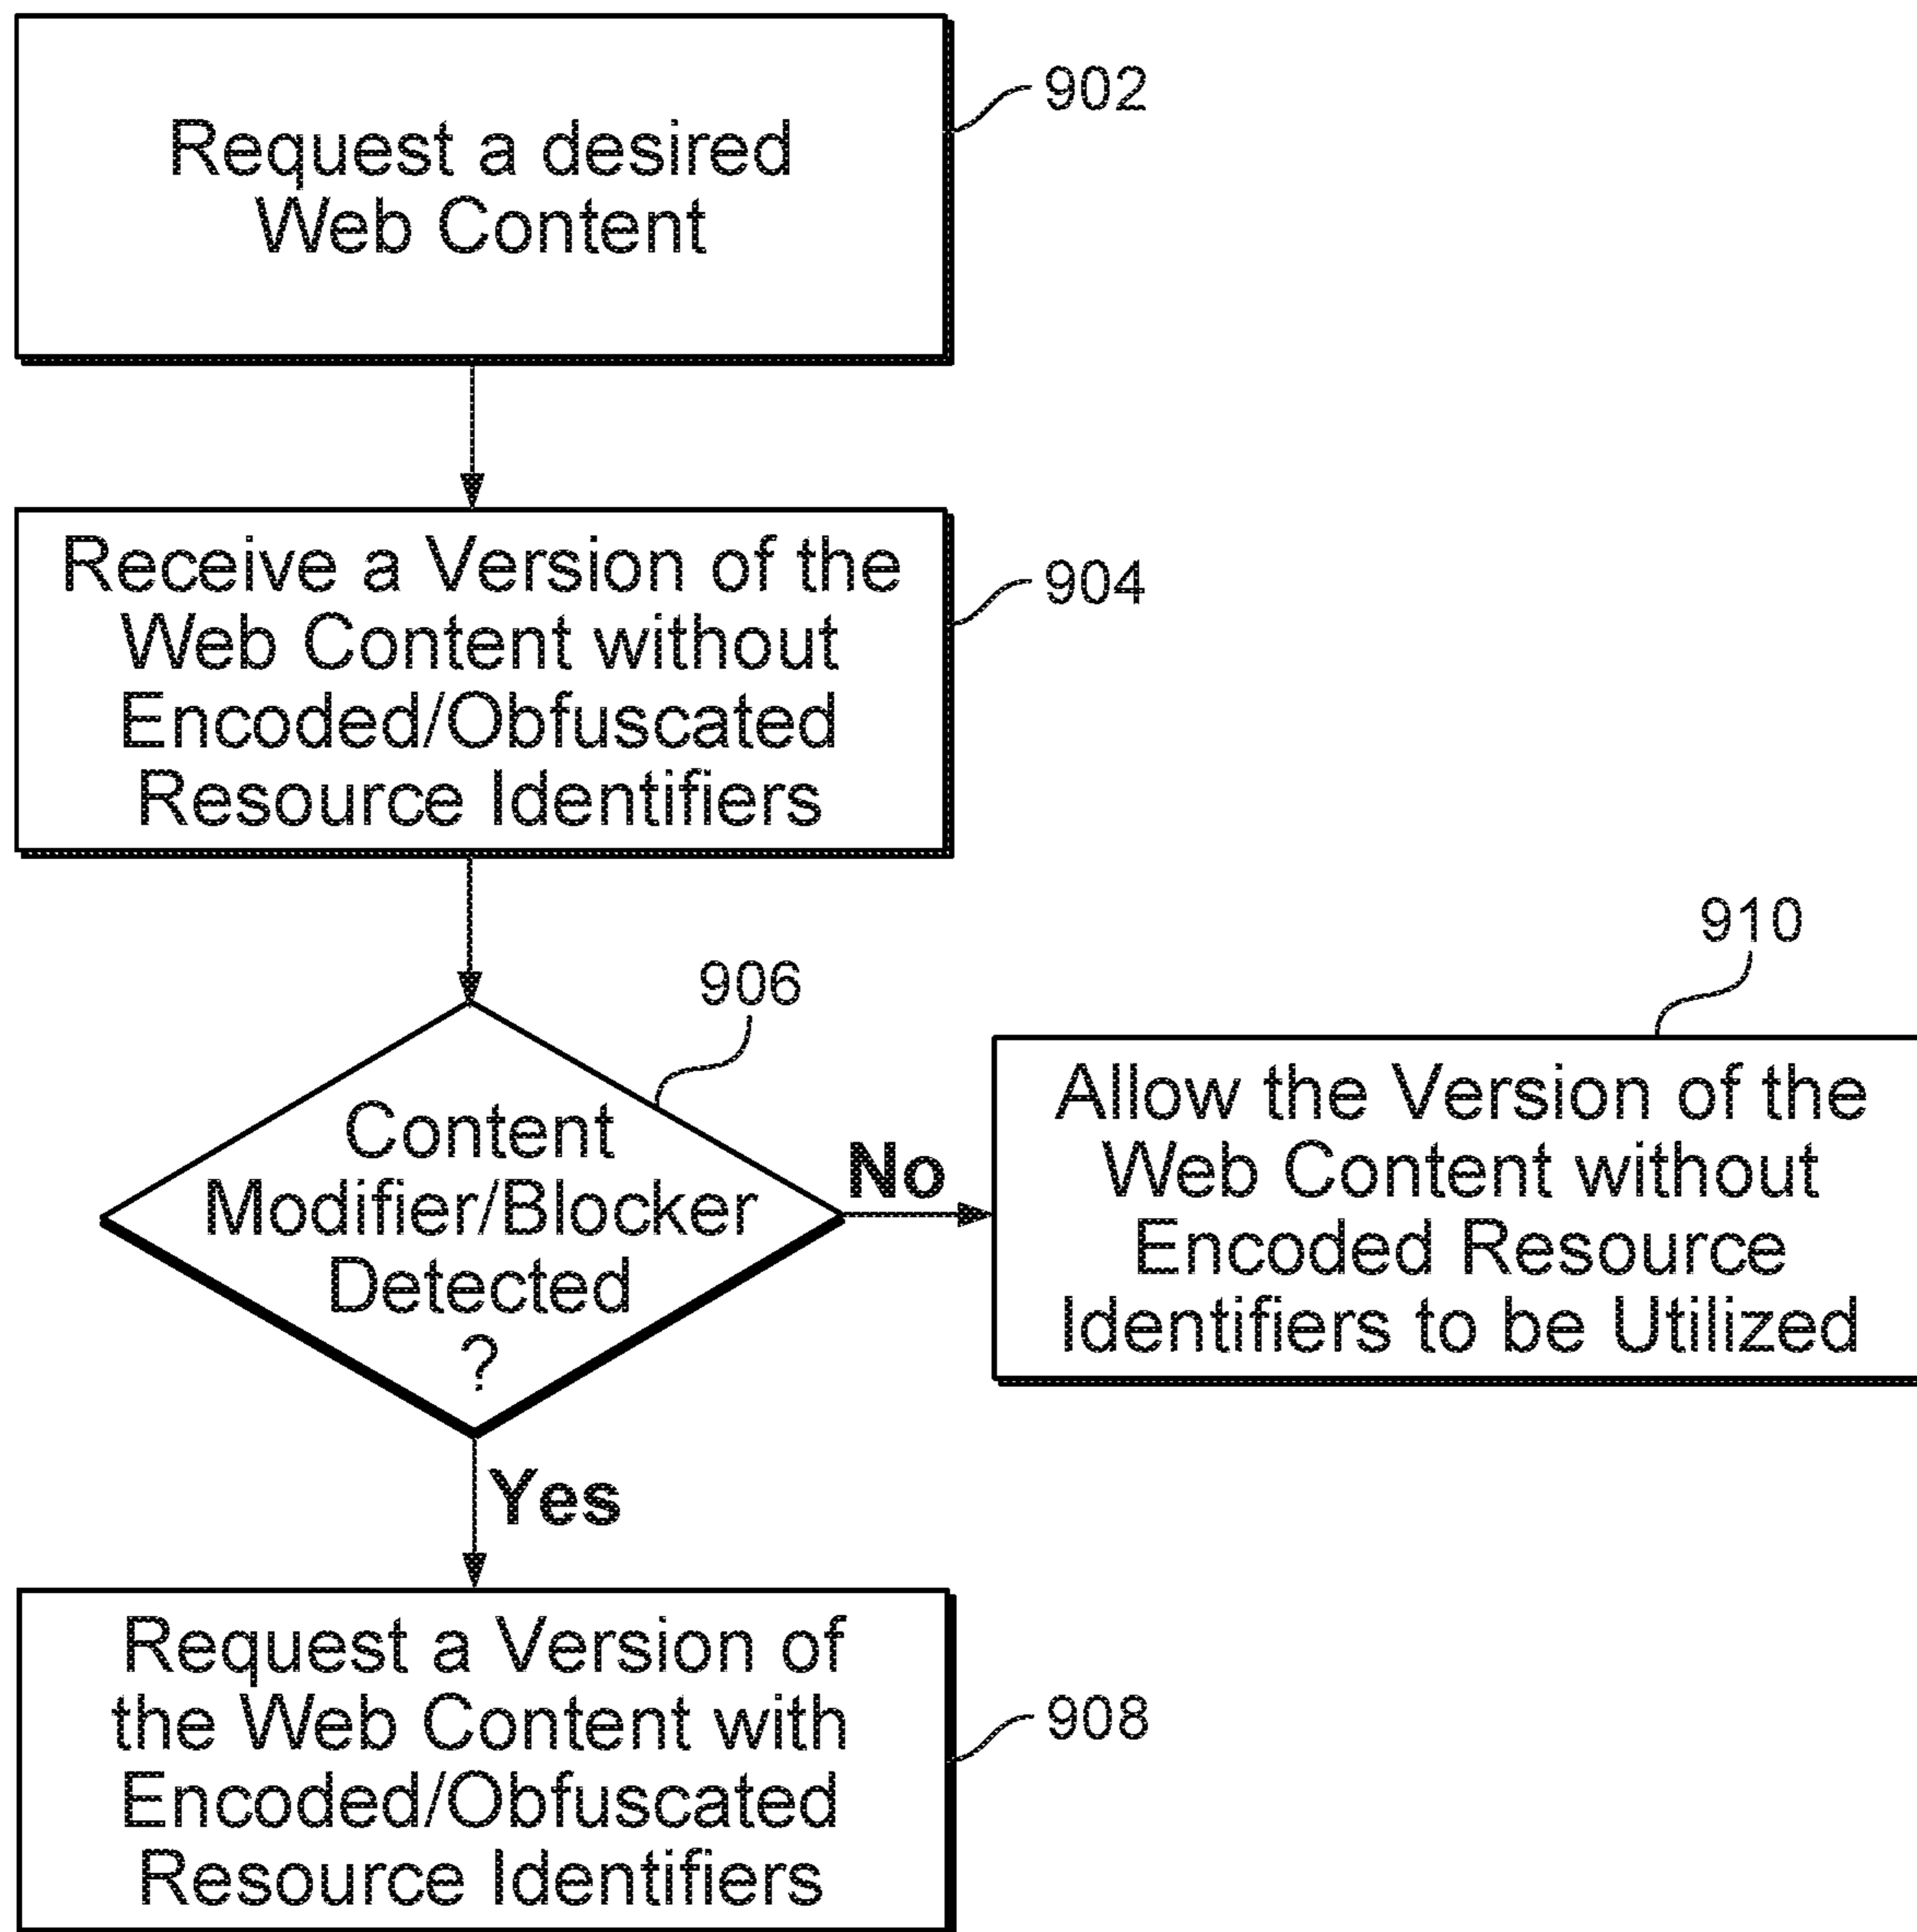 Request a desired
Web Content
902
Receive a Version of the
Web Content without
Encoded/Obfuscated
Resource Identifiers
904
Content
Modifier/Blocker
Detected
?
906
No
910
Allow the Version of the
Web Content without
Encoded Resource
Identifiers to be Utilized
Yes
Request a Version of
the Web Content with
Encoded/Obfuscated
Resource Identifiers
908